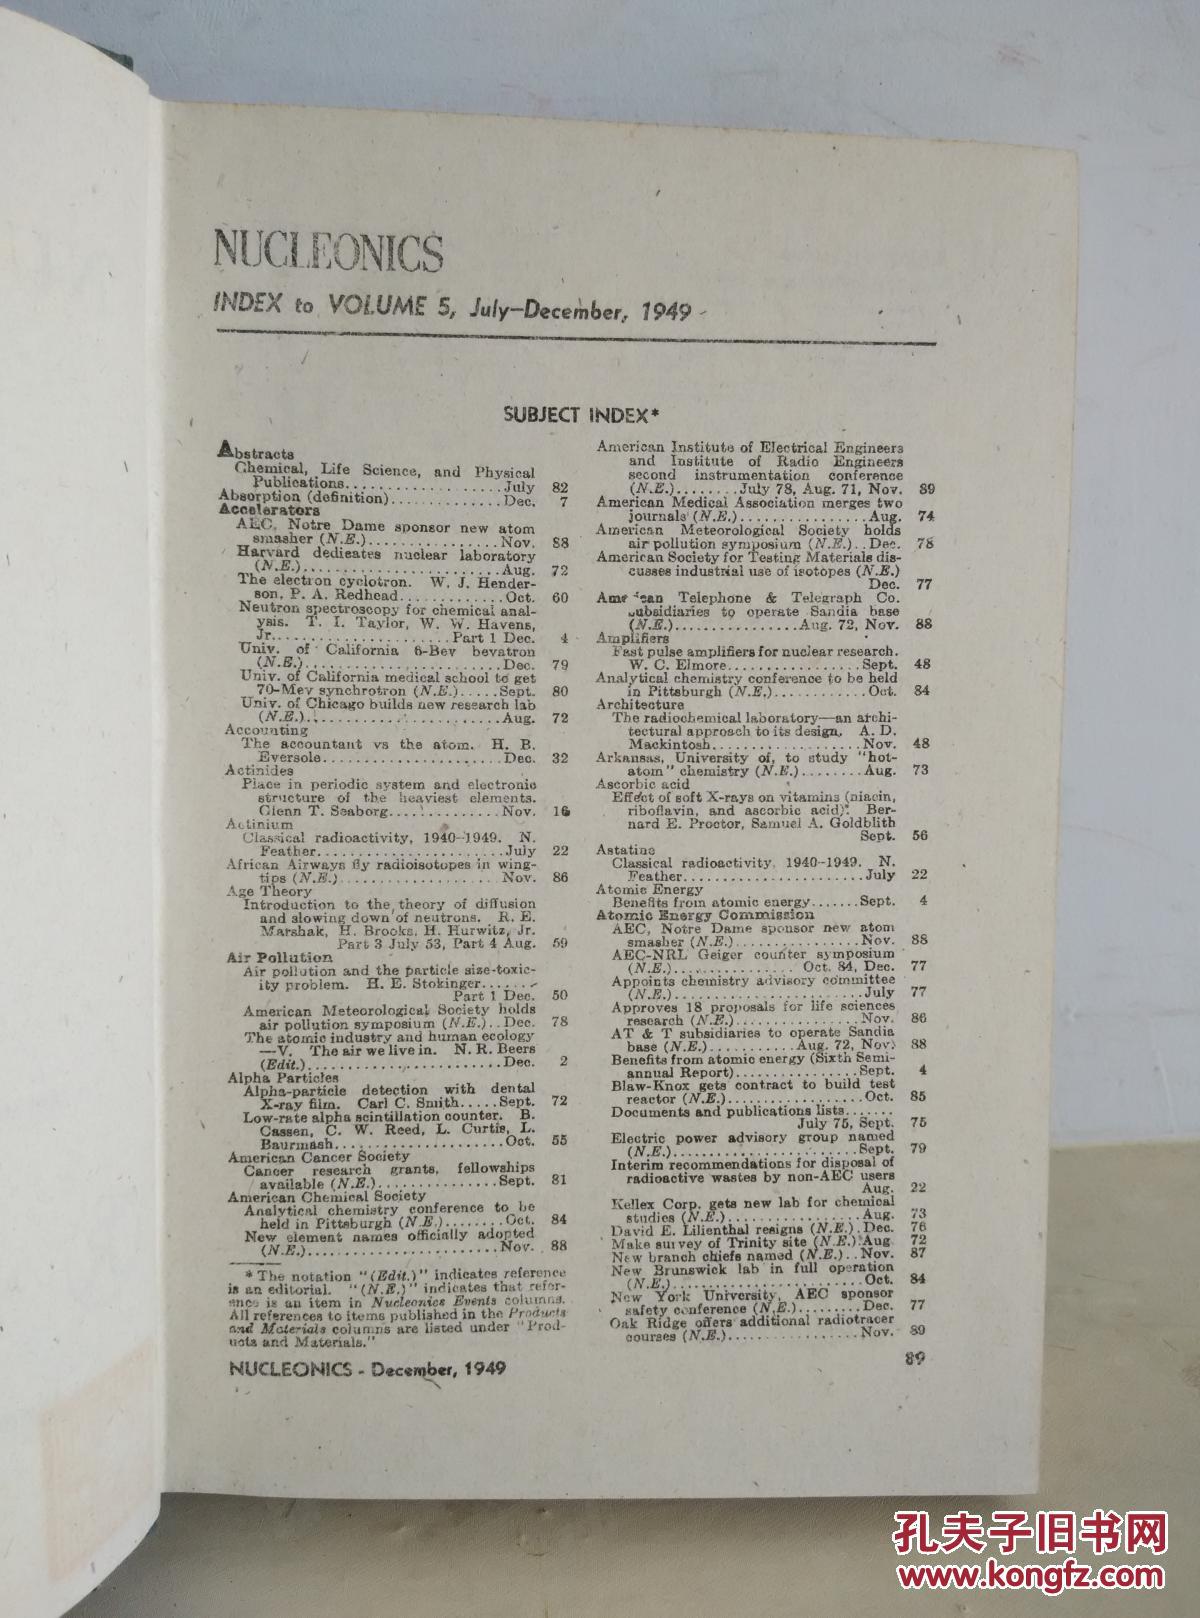 NUCLEONICS
INDEX to VOLUME 5, July–December, 1949
SUBJECT INDEX*
Abstracts
Chemical, Life Science, and Physical
Publications....................July 82
Absorption (definition)..............Dec. 7
Accelerators
AEC, Notre Dame sponsor new atom
smasher (N.E.).................Nov. 88
Harvard dedicates nuclear laboratory
(N.E.)..........................Aug. 72
The electron cyclotron. W. J. Hender-
son, P. A. Redhead.............Oct. 60
Neutron spectroscopy for chemical anal-
ysis. T. I. Taylor, W. W. Havens,
Jr.......................Part 1 Dec. 4
Univ. of California 6-Bev bevatron
(N.E.)..........................Dec. 79
Univ. of California medical school to get
70-Mev synchrotron (N.E.).....Sept. 80
Univ. of Chicago builds new research lab
(N.E.)..........................Aug. 72
Accounting
The accountant vs the atom. H. B.
Eversole.......................Dec. 32
Actinides
Place in periodic system and electronic
structure of the heaviest elements.
Glenn T. Seaborg..............Nov. 16
Actinium
Classical radioactivity, 1940–1949. N.
Feather........................July 22
African Airways fly radioisotopes in wing-
tips (N.E.)....................Nov. 86
Age Theory
Introduction to the theory of diffusion
and slowing down of neutrons. R. E.
Marshak, H. Brooks, H. Hurwitz, Jr.
Part 3 July 53, Part 4 Aug. 59
Air Pollution
Air pollution and the particle size-toxic-
ity problem. H. E. Stokinger.......
Part 1 Dec. 50
American Meteorological Society holds
air pollution symposium (N.E.)..Dec. 78
The atomic industry and human ecology
—V. The air we live in. N. R. Beers
(Edit.).........................Dec. 2
Alpha Particles
Alpha-particle detection with dental
X-ray film. Carl C. Smith.....Sept. 72
Low-rate alpha scintillation counter. B.
Cassen, C. W. Reed, L. Curtis, L.
Baurmash......................Oct. 55
American Cancer Society
Cancer research grants, fellowships
available (N.E.)...............Sept. 81
American Chemical Society
Analytical chemistry conference to be
held in Pittsburgh (N.E.)........Oct. 84
New element names officially adopted
(N.E.).........................Nov. 88
* The notation "(Edit.)" indicates reference
is an editorial. "(N.E.)" indicates that refer-
ence is an item in Nucleonics Events columns.
All references to items published in the Products
and Materials columns are listed under "Prod-
ucts and Materials."
NUCLEONICS - December, 1949
American Institute of Electrical Engineers
and Institute of Radio Engineers
second instrumentation conference
(N.E.)........July 78, Aug. 71, Nov. 89
American Medical Association merges two
journals (N.E.)................Aug. 74
American Meteorological Society holds
air pollution symposium (N.E.)..Dec. 78
American Society for Testing Materials dis-
cusses industrial use of isotopes (N.E.)
Dec. 77
American Telephone & Telegraph Co.
subsidiaries to operate Sandia base
(N.E.)...............Aug. 72, Nov. 88
Amplifiers
Fast pulse amplifiers for nuclear research.
W. C. Elmore.................Sept. 48
Analytical chemistry conference to be held
in Pittsburgh (N.E.)............Oct. 84
Architecture
The radiochemical laboratory—an archi-
tectural approach to its design. A. D.
Mackintosh....................Nov. 48
Arkansas, University of, to study "hot-
atom" chemistry (N.E.)........Aug. 73
Ascorbic acid
Effect of soft X-rays on vitamins (niacin,
riboflavin, and ascorbic acid). Ber-
nard E. Proctor, Samuel A. Goldblith
Sept. 56
Astatine
Classical radioactivity, 1940–1949. N.
Feather........................July 22
Atomic Energy
Benefits from atomic energy.......Sept. 4
Atomic Energy Commission
AEC, Notre Dame sponsor new atom
smasher (N.E.)................Nov. 88
AEC-NRL Geiger counter symposium
(N.E.)................Oct. 84, Dec. 77
Appoints chemistry advisory committee
(N.E.).........................July 77
Approves 18 proposals for life sciences
research (N.E.)................Nov. 86
AT & T subsidiaries to operate Sandia
base (N.E.)...........Aug. 72, Nov. 88
Benefits from atomic energy (Sixth Semi-
annual Report)................Sept. 4
Blaw-Knox gets contract to build test
reactor (N.E.)..................Oct. 85
Documents and publications lists.......
July 75, Sept. 75
Electric power advisory group named
(N.E.)........................Sept. 79
Interim recommendations for disposal of
radioactive wastes by non-AEC users
Aug. 22
Kellex Corp. gets new lab for chemical
studies (N.E.)..................Aug. 73
David E. Lilienthal resigns (N.E.).Dec. 76
Make survey of Trinity site (N.E.).Aug. 72
New branch chiefs named (N.E.)..Nov. 87
New Brunswick lab in full operation
(N.E.).........................Oct. 84
New York University, AEC sponsor
safety conference (N.E.).........Dec. 77
Oak Ridge offers additional radiotracer
courses (N.E.).................Nov. 89
89
孔夫子旧书网
www.kongfz.com